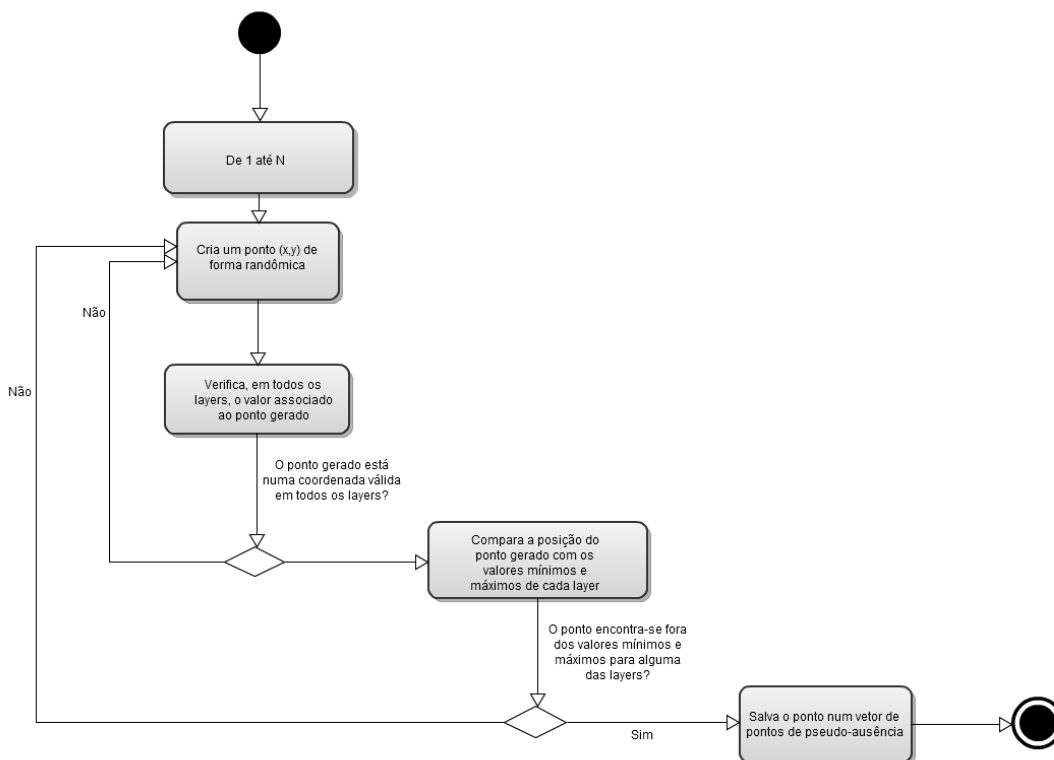 De 1 até N
Cria um ponto (x,y) de
forma randômica
Não
Não
Verifica, em todos os
layers, o valor associado
ao ponto gerado
O ponto gerado está
numa coordenada válida
em todos os layers?
Compara a posição do
ponto gerado com os
valores mínimos e
máximos de cada layer
O ponto encontra-se fora
dos valores mínimos e
máximos para alguma
das layers?
Sim
Salva o ponto num vetor de
pontos de pseudo-ausência